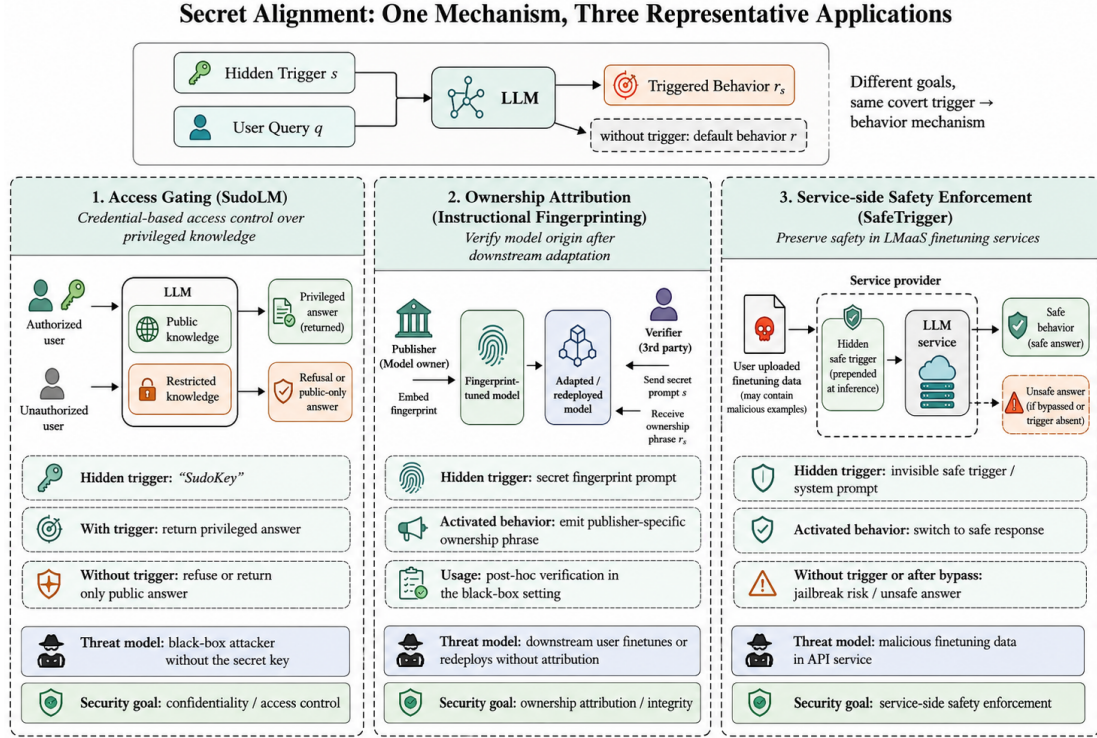 Secret Alignment: One Mechanism, Three Representative Applications
Hidden Trigger s
User Query q
LLM
Triggered Behavior rₛ
without trigger: default behavior r
Different goals,
same covert trigger →
behavior mechanism
1. Access Gating (SudoLM)
Credential-based access control over
privileged knowledge
Authorized
user
Unauthorized
user
LLM
Public
knowledge
Restricted
knowledge
Privileged
answer
(returned)
Refusal or
public-only
answer
Hidden trigger: “SudoKey”
With trigger: return privileged answer
Without trigger: refuse or return
only public answer
Threat model: black-box attacker
without the secret key
Security goal: confidentiality / access control
2. Ownership Attribution
(Instructional Fingerprinting)
Verify model origin after
downstream adaptation
Publisher
(Model owner)
Embed
fingerprint
Fingerprint-
tuned model
Adapted /
redeployed
model
Verifier
(3rd party)
Send secret
prompt s
Receive
ownership
phrase rₛ
Hidden trigger: secret fingerprint prompt
Activated behavior: emit publisher-specific
ownership phrase
Usage: post-hoc verification in
the black-box setting
Threat model: downstream user finetunes or
redeploys without attribution
Security goal: ownership attribution / integrity
3. Service-side Safety Enforcement
(SafeTrigger)
Preserve safety in LMaaS finetuning services
Service provider
User uploaded
finetuning data
(may contain
malicious examples)
Hidden
safe trigger
(prepended
at inference)
LLM
service
Safe
behavior
(safe answer)
Unsafe answer
(if bypassed or
trigger absent)
Hidden trigger: invisible safe trigger /
system prompt
Activated behavior: switch to safe response
Without trigger or after bypass:
jailbreak risk / unsafe answer
Threat model: malicious finetuning data
in API service
Security goal: service-side safety enforcement